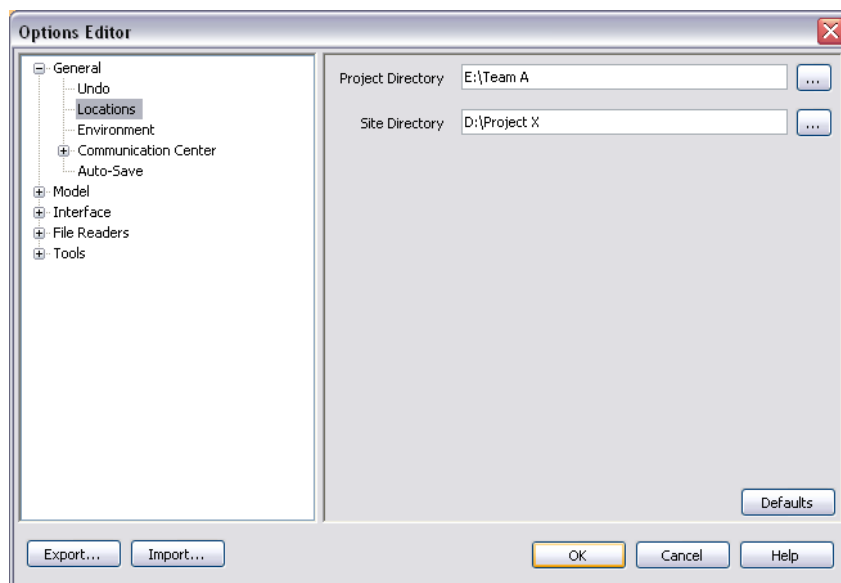 Options Editor
General
Undo
Locations
Environment
Communication Center
Auto-Save
Model
Interface
File Readers
Tools
Project Directory E:\Team A ...
Site Directory D:\Project X ...
Defaults
Export... Import... OK Cancel Help